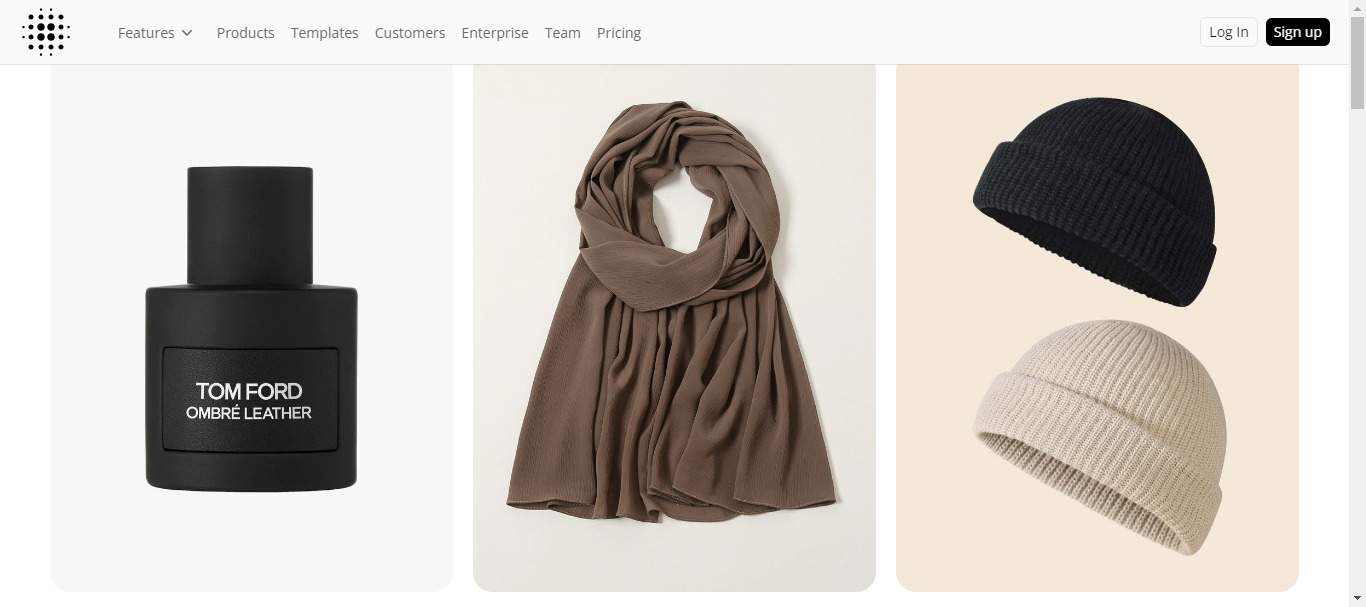 Features Products Templates Customers Enterprise Team Pricing Log In Sign up
TOM FORD
OMBRÉ LEATHER